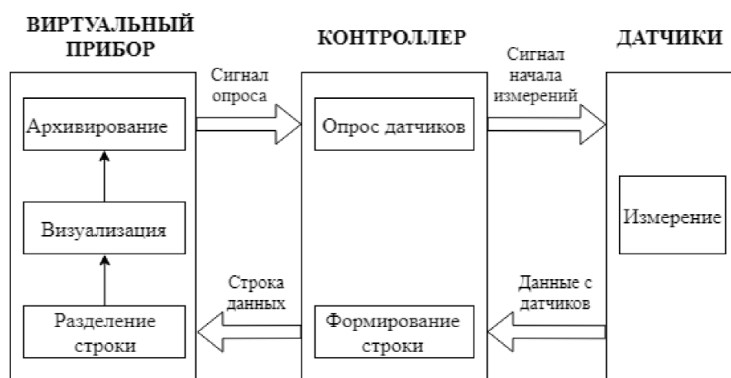 ВИРТУАЛЬНЫЙ
ПРИБОР
КОНТРОЛЛЕР
ДАТЧИКИ
Сигнал
опроса
Сигнал
начала
измерений
Архивирование
Опрос датчиков
Визуализация
Измерение
Строка
данных
Данные с
датчиков
Разделение
строки
Формирование
строки